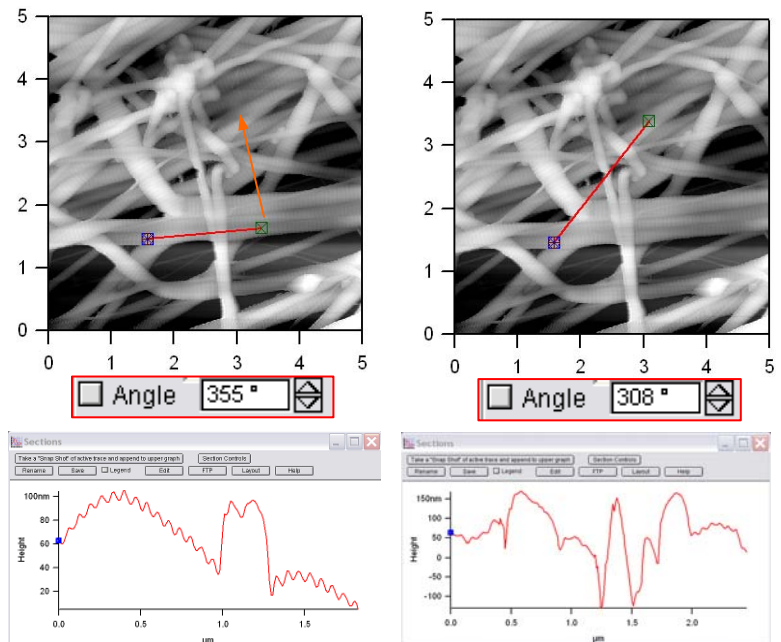 5
4
3
2
1
0
0 1 2 3 4 5
Angle 355 °
5
4
3
2
1
0
0 1 2 3 4 5
Angle 308 °
Sections
Take a "Snap Shot" of active trace and append to upper graph Section Controls
Rename Save Legend Edit FTP Layout Help
100nm
80
60
40
20
Height
0.0 0.5 1.0 1.5
µm
Sections
Take a "Snap Shot" of active trace and append to upper graph Section Controls
Rename Save Legend Edit FTP Layout Help
150nm
100
50
0
-50
-100
Height
0.0 0.5 1.0 1.5 2.0
µm